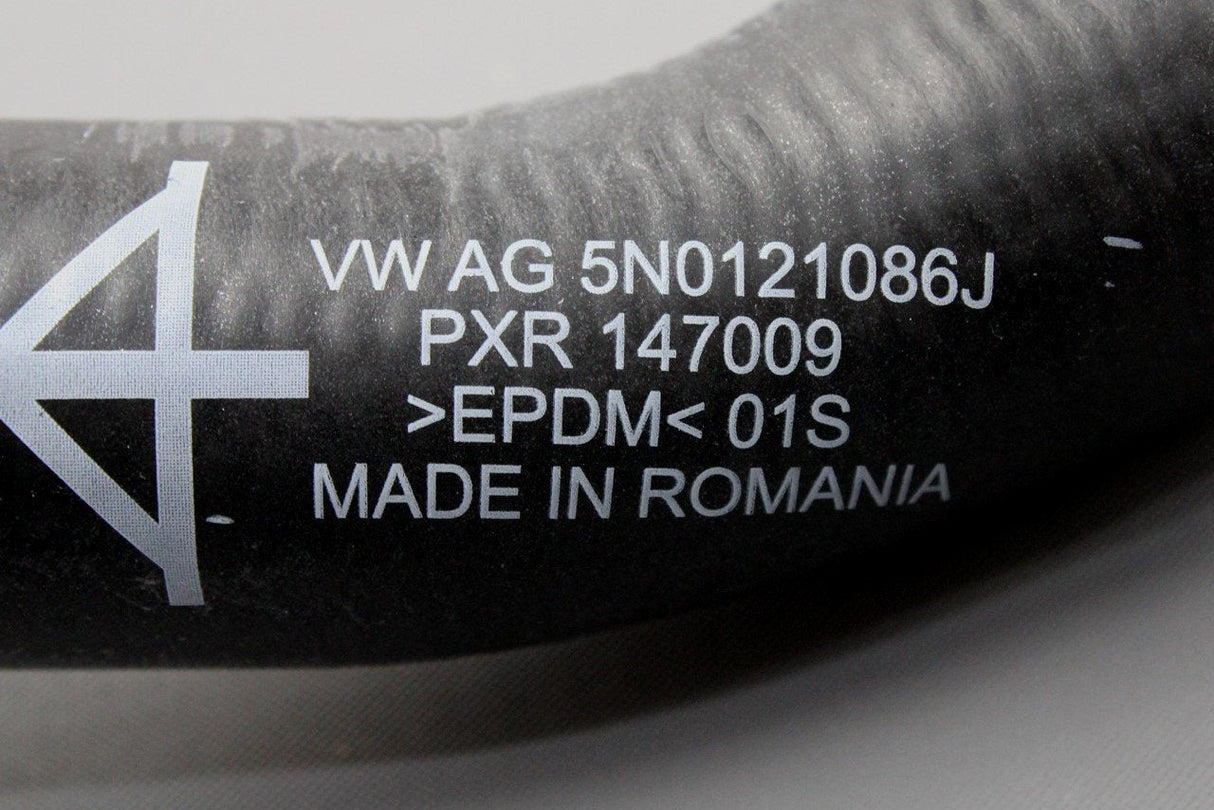 VW AG 5N0121086J
PXR 147009
>EPDM< 01S
MADE IN ROMANIA